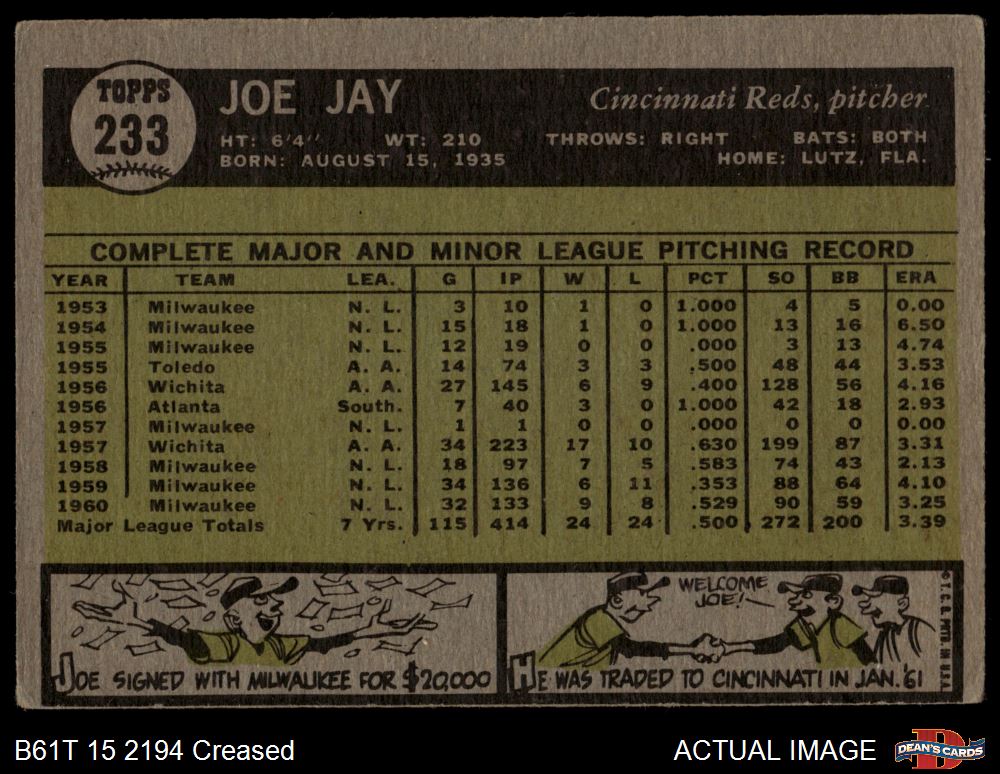 TOPPS
233
JOE JAY
Cincinnati Reds, pitcher
HT: 6'4" WT: 210 THROWS: RIGHT BATS: BOTH
BORN: AUGUST 15, 1935 HOME: LUTZ, FLA.
COMPLETE MAJOR AND MINOR LEAGUE PITCHING RECORD
YEAR TEAM LEA. G IP W L PCT SO BB ERA
1953 Milwaukee N. L. 3 10 1 0 1.000 4 5 0.00
1954 Milwaukee N. L. 15 18 1 0 1.000 13 16 6.50
1955 Milwaukee N. L. 12 19 0 0 .000 3 13 4.74
1955 Toledo A. A. 14 74 3 3 .500 48 44 3.53
1956 Wichita A. A. 27 145 6 9 .400 128 56 4.16
1956 Atlanta South. 7 40 3 0 1.000 42 18 2.93
1957 Milwaukee N. L. 1 1 0 0 .000 0 0 0.00
1957 Wichita A. A. 34 223 17 10 .630 199 87 3.31
1958 Milwaukee N. L. 18 97 7 5 .583 74 43 2.13
1959 Milwaukee N. L. 34 136 6 11 .353 88 64 4.10
1960 Milwaukee N. L. 32 133 9 8 .529 90 59 3.25
Major League Totals 7 Yrs. 115 414 24 24 .500 272 200 3.39
JOE SIGNED WITH MILWAUKEE FOR $20,000
WELCOME
JOE!
HE WAS TRADED TO CINCINNATI IN JAN. '61
© T.C.G. PRTD. IN U.S.A.
B61T 15 2194 Creased
ACTUAL IMAGE
D
DEAN'S CARDS